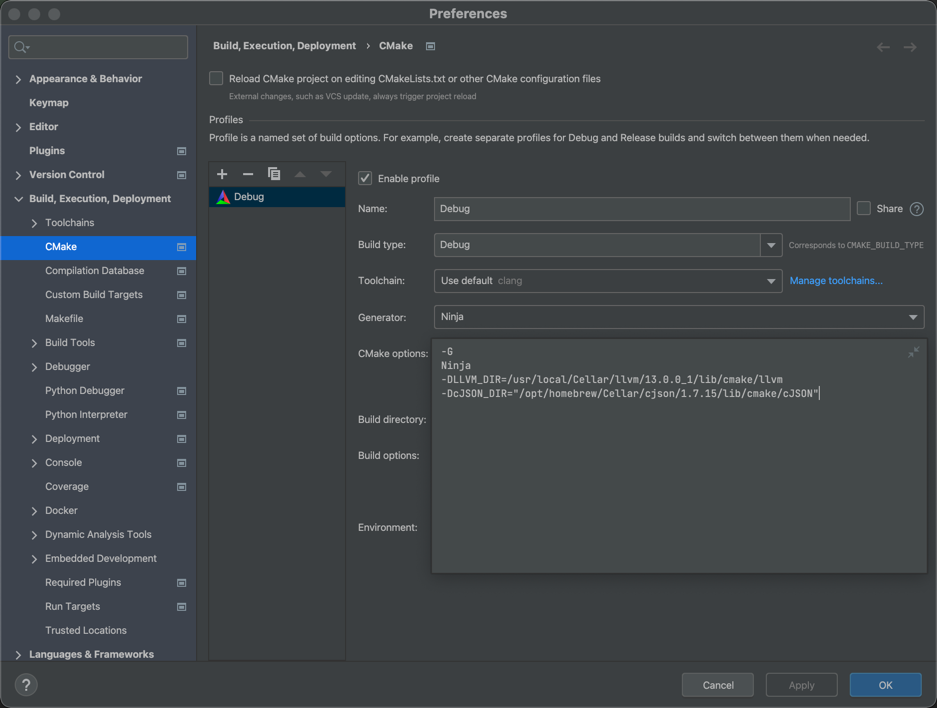 Preferences
Build, Execution, Deployment › CMake
Appearance & Behavior
Keymap
Editor
Plugins
Version Control
Build, Execution, Deployment
Toolchains
CMake
Compilation Database
Custom Build Targets
Makefile
Build Tools
Debugger
Python Debugger
Python Interpreter
Deployment
Console
Coverage
Docker
Dynamic Analysis Tools
Embedded Development
Required Plugins
Run Targets
Trusted Locations
Languages & Frameworks
Reload CMake project on editing CMakeLists.txt or other CMake configuration files
External changes, such as VCS update, always trigger project reload
Profiles
Profile is a named set of build options. For example, create separate profiles for Debug and Release builds and switch between them when needed.
Debug
Enable profile
Name: Debug Share ?
Build type: Debug Corresponds to CMAKE_BUILD_TYPE
Toolchain: Use default clang Manage toolchains...
Generator: Ninja
CMake options:
-G
Ninja
-DLLVM_DIR=/usr/local/Cellar/llvm/13.0.0_1/lib/cmake/llvm
-DcJSON_DIR="/opt/homebrew/Cellar/cjson/1.7.15/lib/cmake/cJSON"
Build directory:
Build options:
Environment:
? Cancel Apply OK